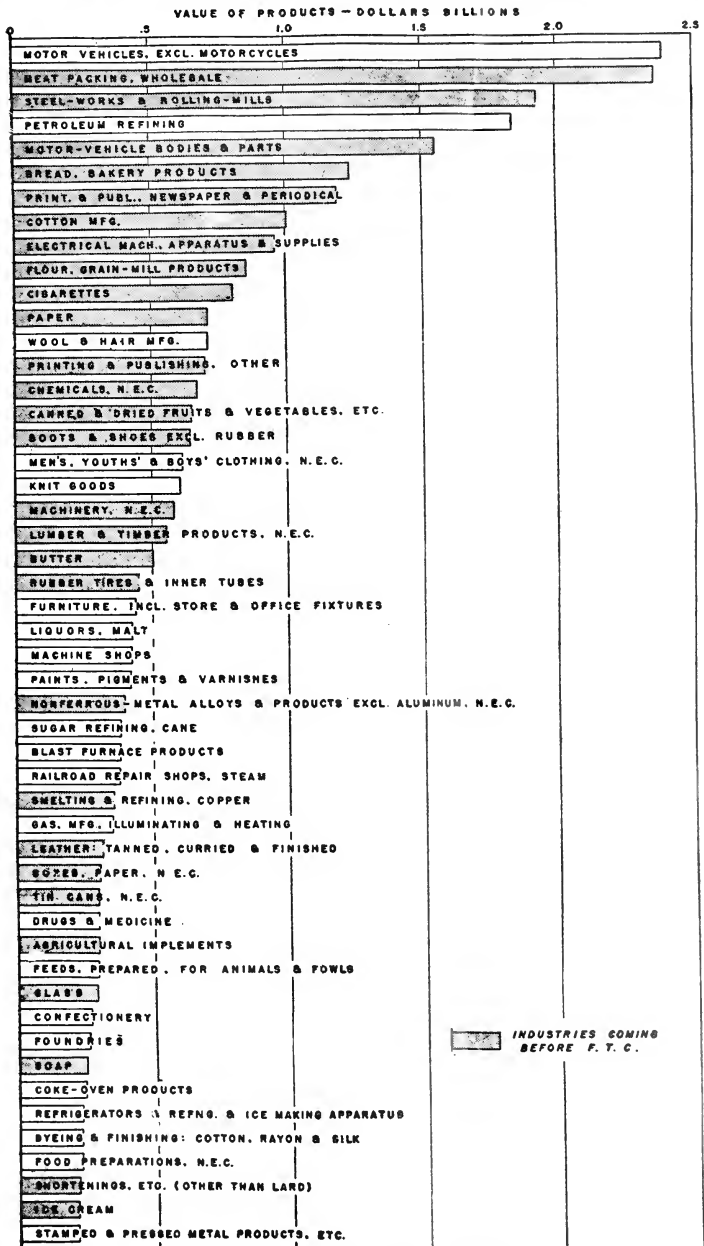 VALUE OF PRODUCTS — DOLLARS BILLIONS
0 .5 1.0 1.5 2.0 2.5
MOTOR VEHICLES, EXCL. MOTORCYCLES
MEAT PACKING, WHOLESALE
STEEL-WORKS & ROLLING-MILLS
PETROLEUM REFINING
MOTOR-VEHICLE BODIES & PARTS
BREAD, BAKERY PRODUCTS
PRINT. & PUBL., NEWSPAPER & PERIODICAL
COTTON MFG.
ELECTRICAL MACH., APPARATUS & SUPPLIES
FLOUR, GRAIN-MILL PRODUCTS
CIGARETTES
PAPER
WOOL & HAIR MFG.
PRINTING & PUBLISHING, OTHER
CHEMICALS, N.E.C.
CANNED & DRIED FRUITS & VEGETABLES, ETC.
BOOTS & SHOES EXCL. RUBBER
MEN'S, YOUTHS' & BOYS' CLOTHING, N.E.C.
KNIT GOODS
MACHINERY, N.E.C.
LUMBER & TIMBER PRODUCTS, N.E.C.
BUTTER
RUBBER TIRES & INNER TUBES
FURNITURE, INCL. STORE & OFFICE FIXTURES
LIQUORS, MALT
MACHINE SHOPS
PAINTS, PIGMENTS & VARNISHES
NONFERROUS-METAL ALLOYS & PRODUCTS EXCL. ALUMINUM, N.E.C.
SUGAR REFINING, CANE
BLAST FURNACE PRODUCTS
RAILROAD REPAIR SHOPS, STEAM
SMELTING & REFINING, COPPER
GAS, MFG., ILLUMINATING & HEATING
LEATHER: TANNED, CURRIED & FINISHED
BOXES, PAPER, N.E.C.
TIN CANS, N.E.C.
DRUGS & MEDICINE
AGRICULTURAL IMPLEMENTS
FEEDS, PREPARED, FOR ANIMALS & FOWLS
GLASS
CONFECTIONERY
FOUNDRIES
INDUSTRIES COMING
BEFORE F.T.C.
SOAP
COKE-OVEN PRODUCTS
REFRIGERATORS & REFNG. & ICE MAKING APPARATUS
DYEING & FINISHING: COTTON, RAYON & SILK
FOOD PREPARATIONS, N.E.C.
SHORTENINGS, ETC. (OTHER THAN LARD)
ICE CREAM
STAMPED & PRESSED METAL PRODUCTS, ETC.